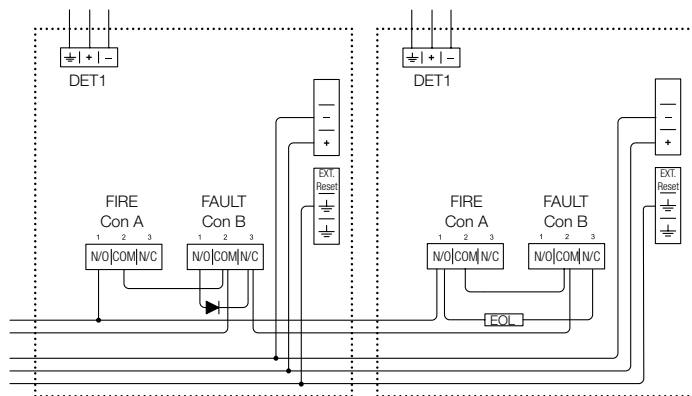 ⏚ | + | −
DET1
−
+
EXT.
Reset
⏚
⏚
FIRE
Con A
1 2 3
N/O|COM|N/C
FAULT
Con B
1 2 3
N/O|COM|N/C
⏚ | + | −
DET1
−
+
EXT.
Reset
⏚
⏚
FIRE
Con A
1 2 3
N/O|COM|N/C
FAULT
Con B
1 2 3
N/O|COM|N/C
EOL